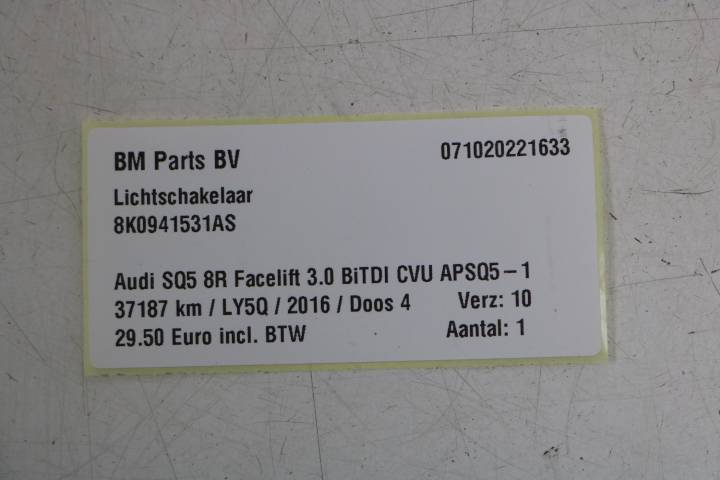 BM Parts BV 071020221633
Lichtschakelaar
8K0941531AS
Audi SQ5 8R Facelift 3.0 BiTDI CVU APSQ5-1
37187 km / LY5Q / 2016 / Doos 4 Verz: 10
29.50 Euro incl. BTW Aantal: 1